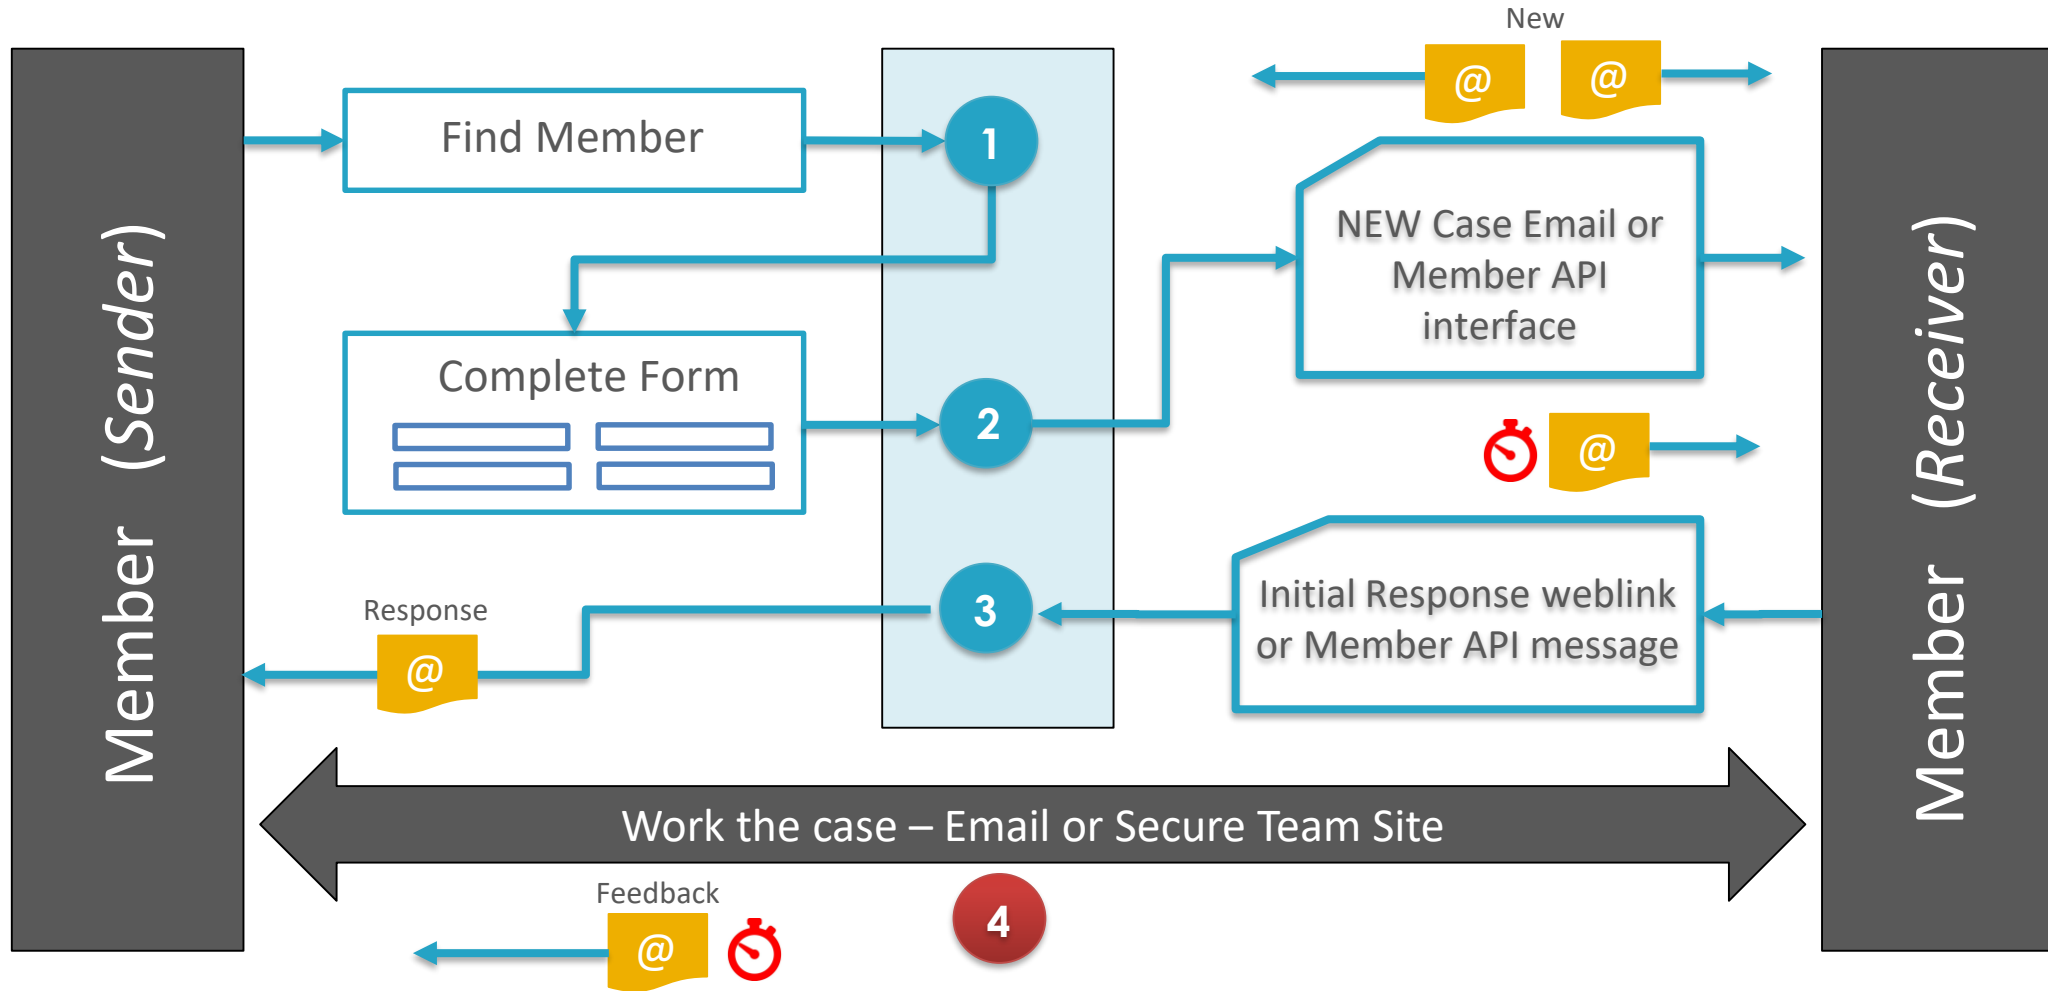 New
@
@
Find Member
1
NEW Case Email or
Member API
interface
Member (Sender)
Member (Receiver)
Complete Form
2
@
3
Initial Response weblink
or Member API message
Response
@
Work the case – Email or Secure Team Site
Feedback
@
4